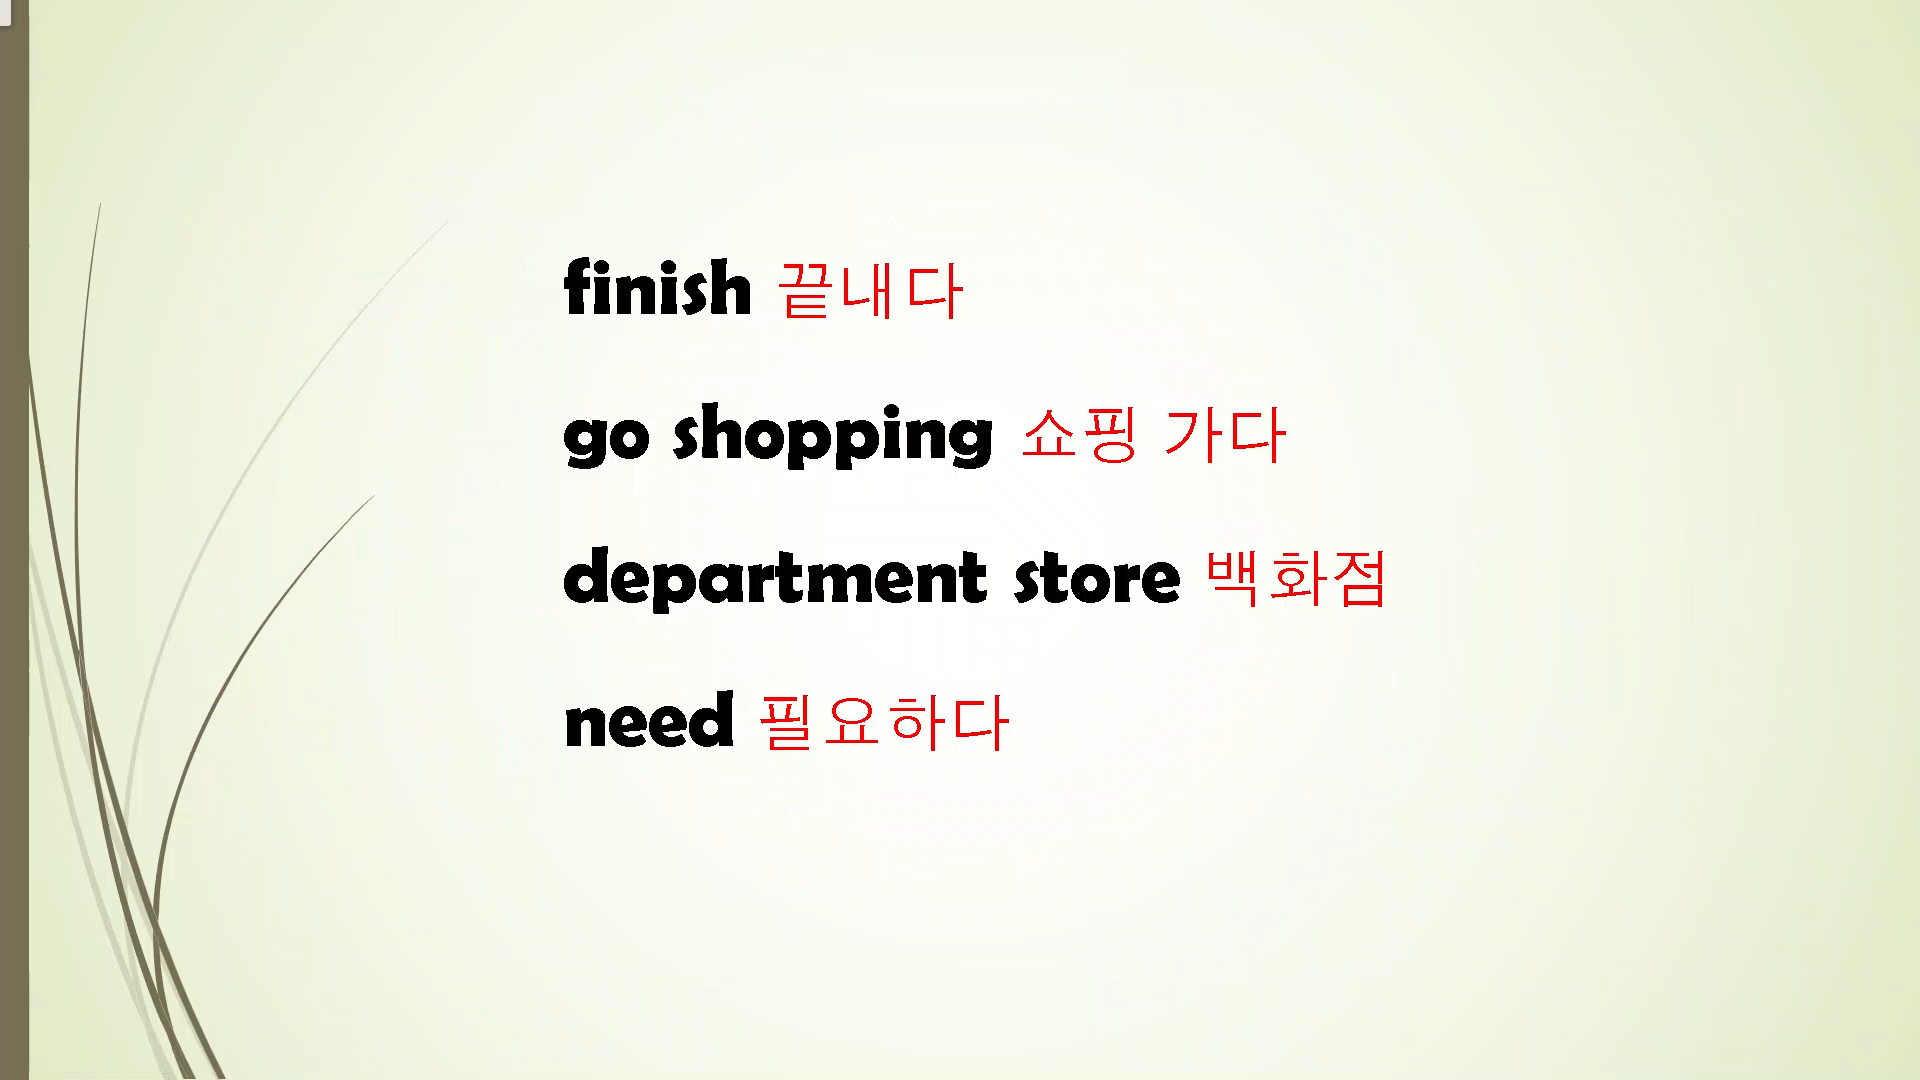 finish 끝내다
go shopping 쇼핑 가다
department store 백화점
need 필요하다